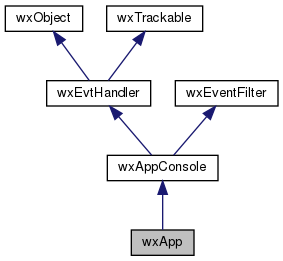 wxObject
wxTrackable
wxEvtHandler
wxEventFilter
wxAppConsole
wxApp